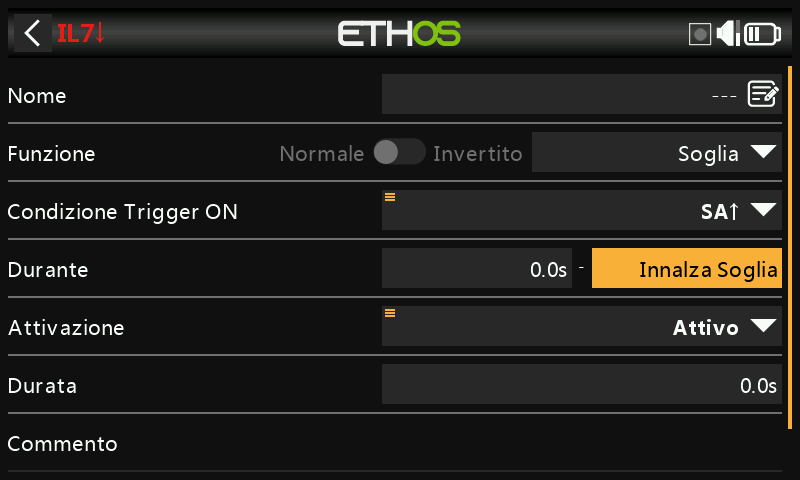 IL7↓ ETHOS
Nome ---
Funzione Normale Invertito Soglia
Condizione Trigger ON SA↑
Durante 0.0s - Innalza Soglia
Attivazione Attivo
Durata 0.0s
Commento